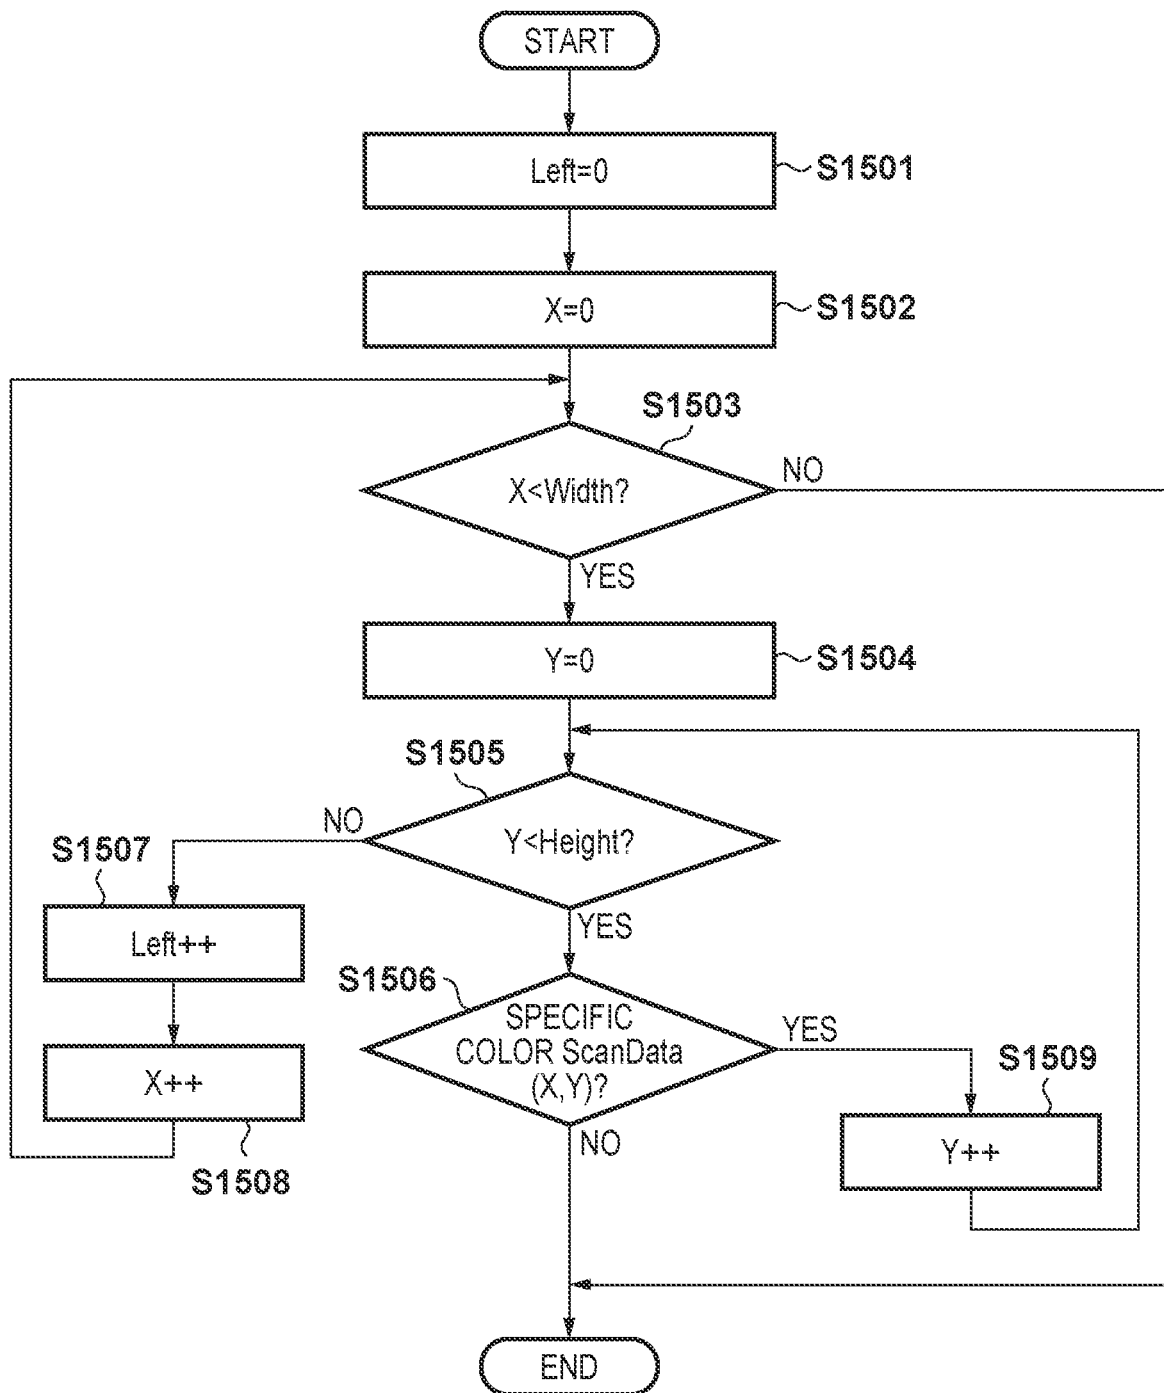 START
Left=0
S1501
X=0
S1502
S1503
X<Width?
NO
YES
Y=0
S1504
S1505
Y<Height?
NO
YES
S1507
Left++
X++
S1508
S1506
SPECIFIC
COLOR ScanData
(X,Y)?
YES
NO
S1509
Y++
END